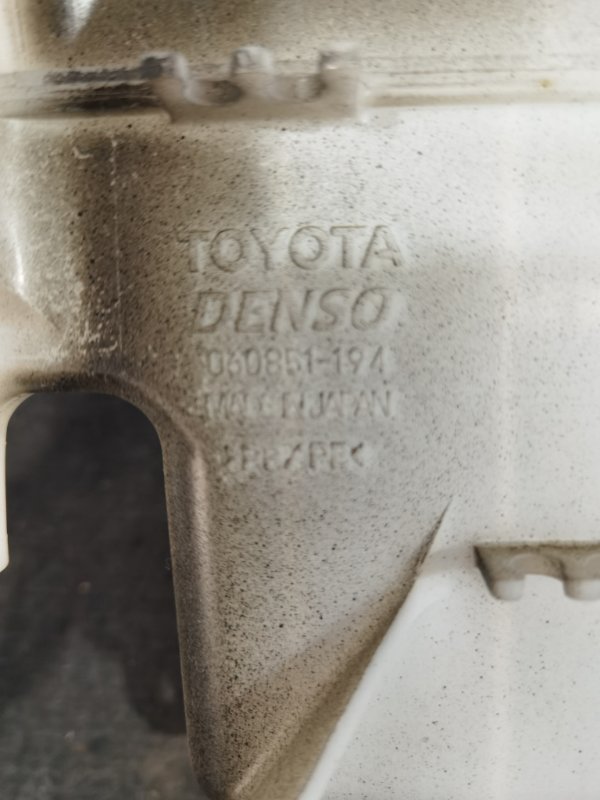 TOYOTA
DENSO
060851-194
MADE IN JAPAN